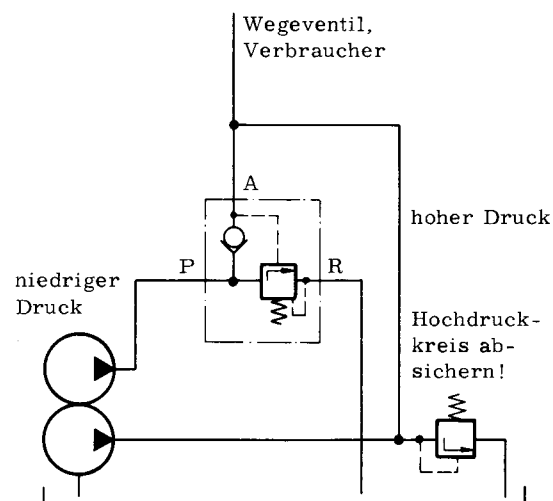 Wegeventil,
Verbraucher
A
hoher Druck
P
R
niedriger
Druck
Hochdruck-
kreis ab-
sichern!